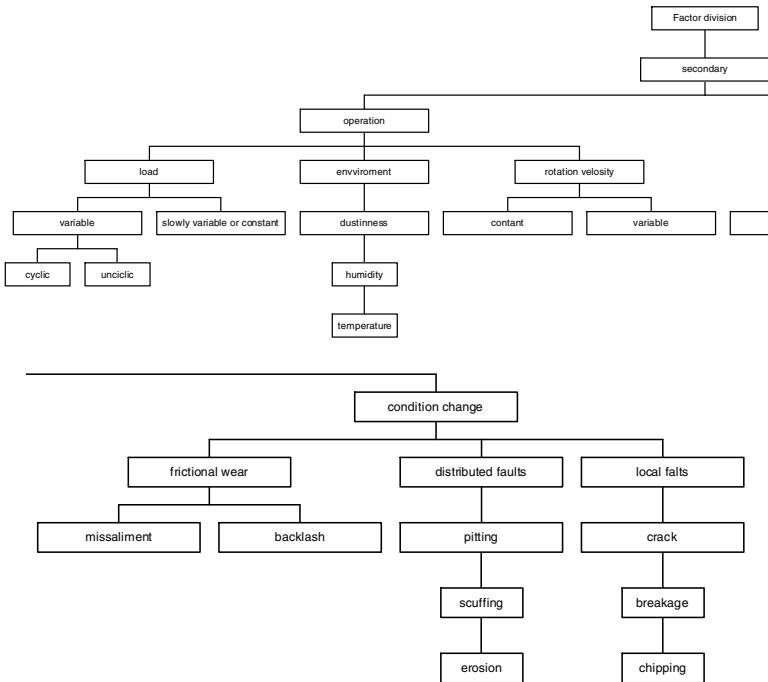 Factor division
secondary
operation
load
envviroment
rotation velosity
variable
slowly variable or constant
dustinness
contant
variable
cyclic
unciclic
humidity
temperature
condition change
frictional wear
distributed faults
local falts
missaliment
backlash
pitting
crack
scuffing
breakage
erosion
chipping